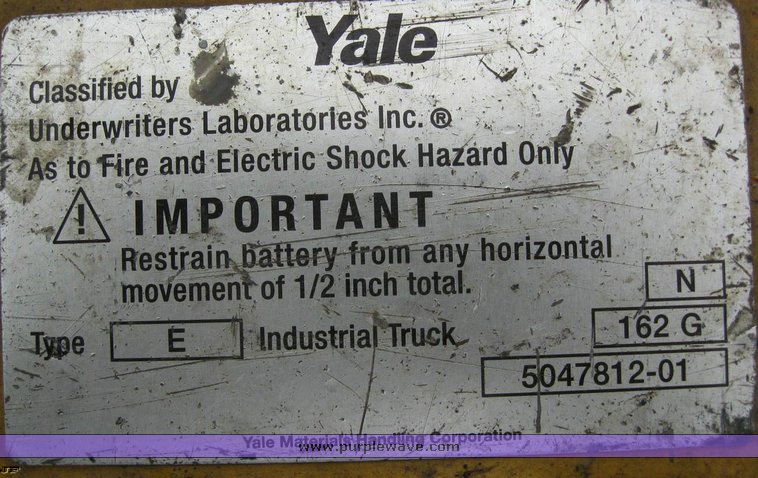 Yale
Classified by
Underwriters Laboratories Inc. ®
As to Fire and Electric Shock Hazard Only
! IMPORTANT
Restrain battery from any horizontal
movement of 1/2 inch total.
N
Type E Industrial Truck 162 G
5047812-01
Yale Materials Handling Corporation
www.purplewave.com